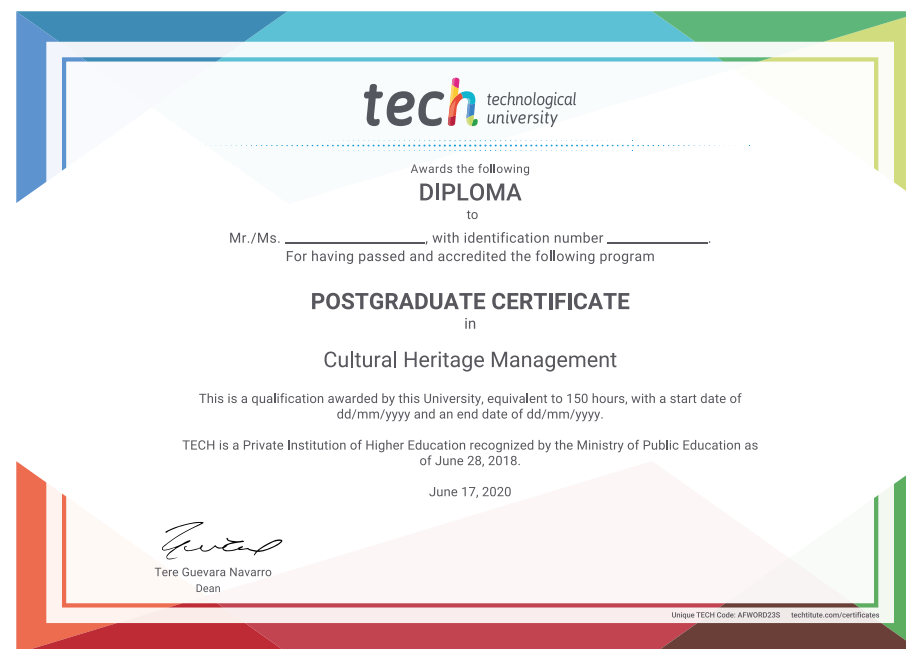 tech technological
university
Awards the following
DIPLOMA
to
Mr./Ms. ____________________, with identification number ______________.
For having passed and accredited the following program
POSTGRADUATE CERTIFICATE
in
Cultural Heritage Management
This is a qualification awarded by this University, equivalent to 150 hours, with a start date of
dd/mm/yyyy and an end date of dd/mm/yyyy.
TECH is a Private Institution of Higher Education recognized by the Ministry of Public Education as
of June 28, 2018.
June 17, 2020
Tere Guevara Navarro
Dean
Unique TECH Code: AFWORD23S techtitute.com/certificates